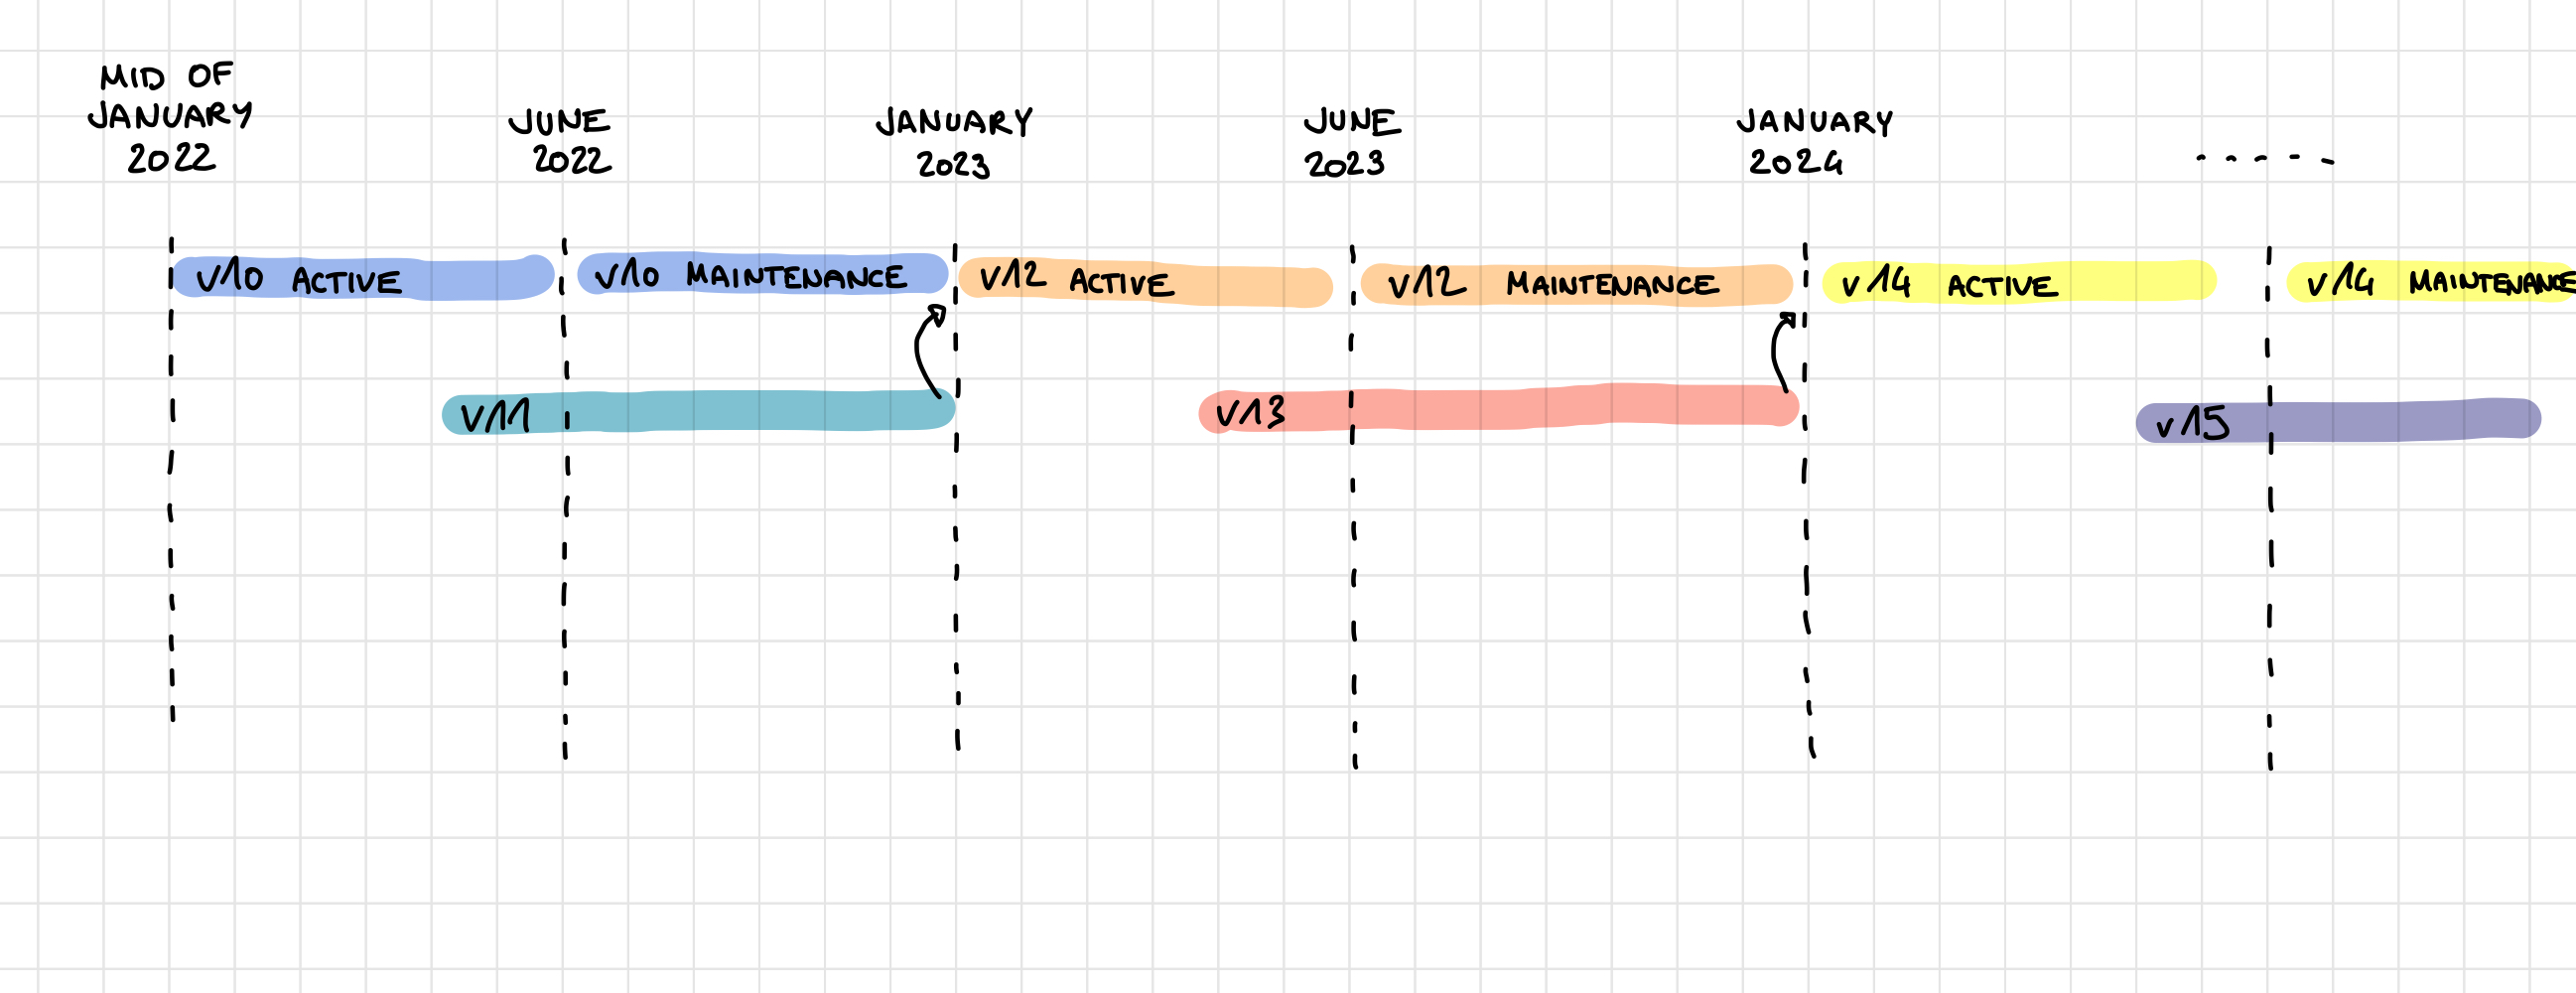 MID OF
JANUARY
2022
JUNE
2022
JANUARY
2023
JUNE
2023
JANUARY
2024
- - - - -
V10 ACTIVE
V10 MAINTENANCE
V12 ACTIVE
V12 MAINTENANCE
V14 ACTIVE
V14 MAINTENANCE
V11
V13
V15